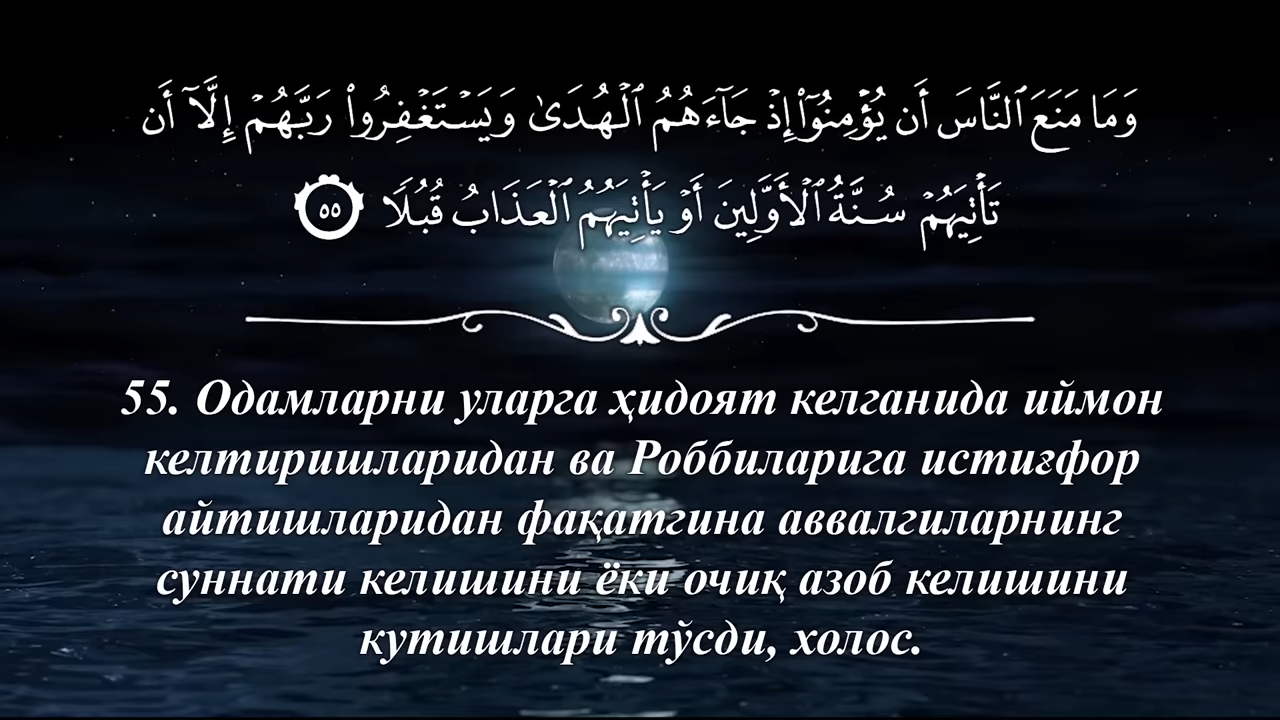 وَمَا مَنَعَ ٱلنَّاسَ أَن يُؤْمِنُوٓا۟ إِذْ جَآءَهُمُ ٱلْهُدَىٰ وَيَسْتَغْفِرُوا۟ رَبَّهُمْ إِلَّآ أَن
تَأْتِيَهُمْ سُنَّةُ ٱلْأَوَّلِينَ أَوْ يَأْتِيَهُمُ ٱلْعَذَابُ قُبُلًا ٥٥
55. Одамларни уларга ҳидоят келганида иймон
келтиришларидан ва Роббиларига истиғфор
айтишларидан фақатгина аввалгиларнинг
суннати келишини ёки очиқ азоб келишини
кутишлари тўсди, холос.